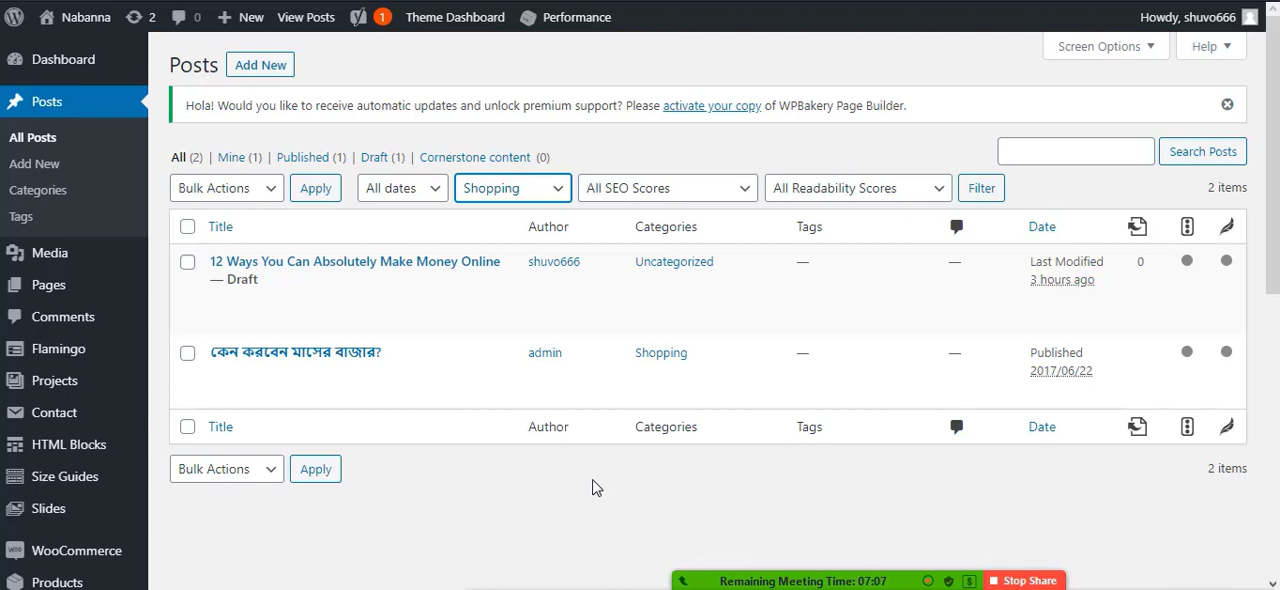 Nabanna 2 0 New View Posts 1 Theme Dashboard Performance Howdy, shuvo666
Dashboard
Posts
All Posts
Add New
Categories
Tags
Media
Pages
Comments
Flamingo
Projects
Contact
HTML Blocks
Size Guides
Slides
WooCommerce
Products
Screen Options Help
Posts Add New
Hola! Would you like to receive automatic updates and unlock premium support? Please activate your copy of WPBakery Page Builder.
All (2) | Mine (1) | Published (1) | Draft (1) | Cornerstone content (0)
Search Posts
Bulk Actions Apply All dates Shopping All SEO Scores All Readability Scores Filter 2 items
Title Author Categories Tags Date
12 Ways You Can Absolutely Make Money Online shuvo666 Uncategorized — — Last Modified 0
— Draft 3 hours ago
কেন করবেন মাসের বাজার? admin Shopping — — Published
2017/06/22
Title Author Categories Tags Date
Bulk Actions Apply 2 items
Remaining Meeting Time: 07:07 Stop Share